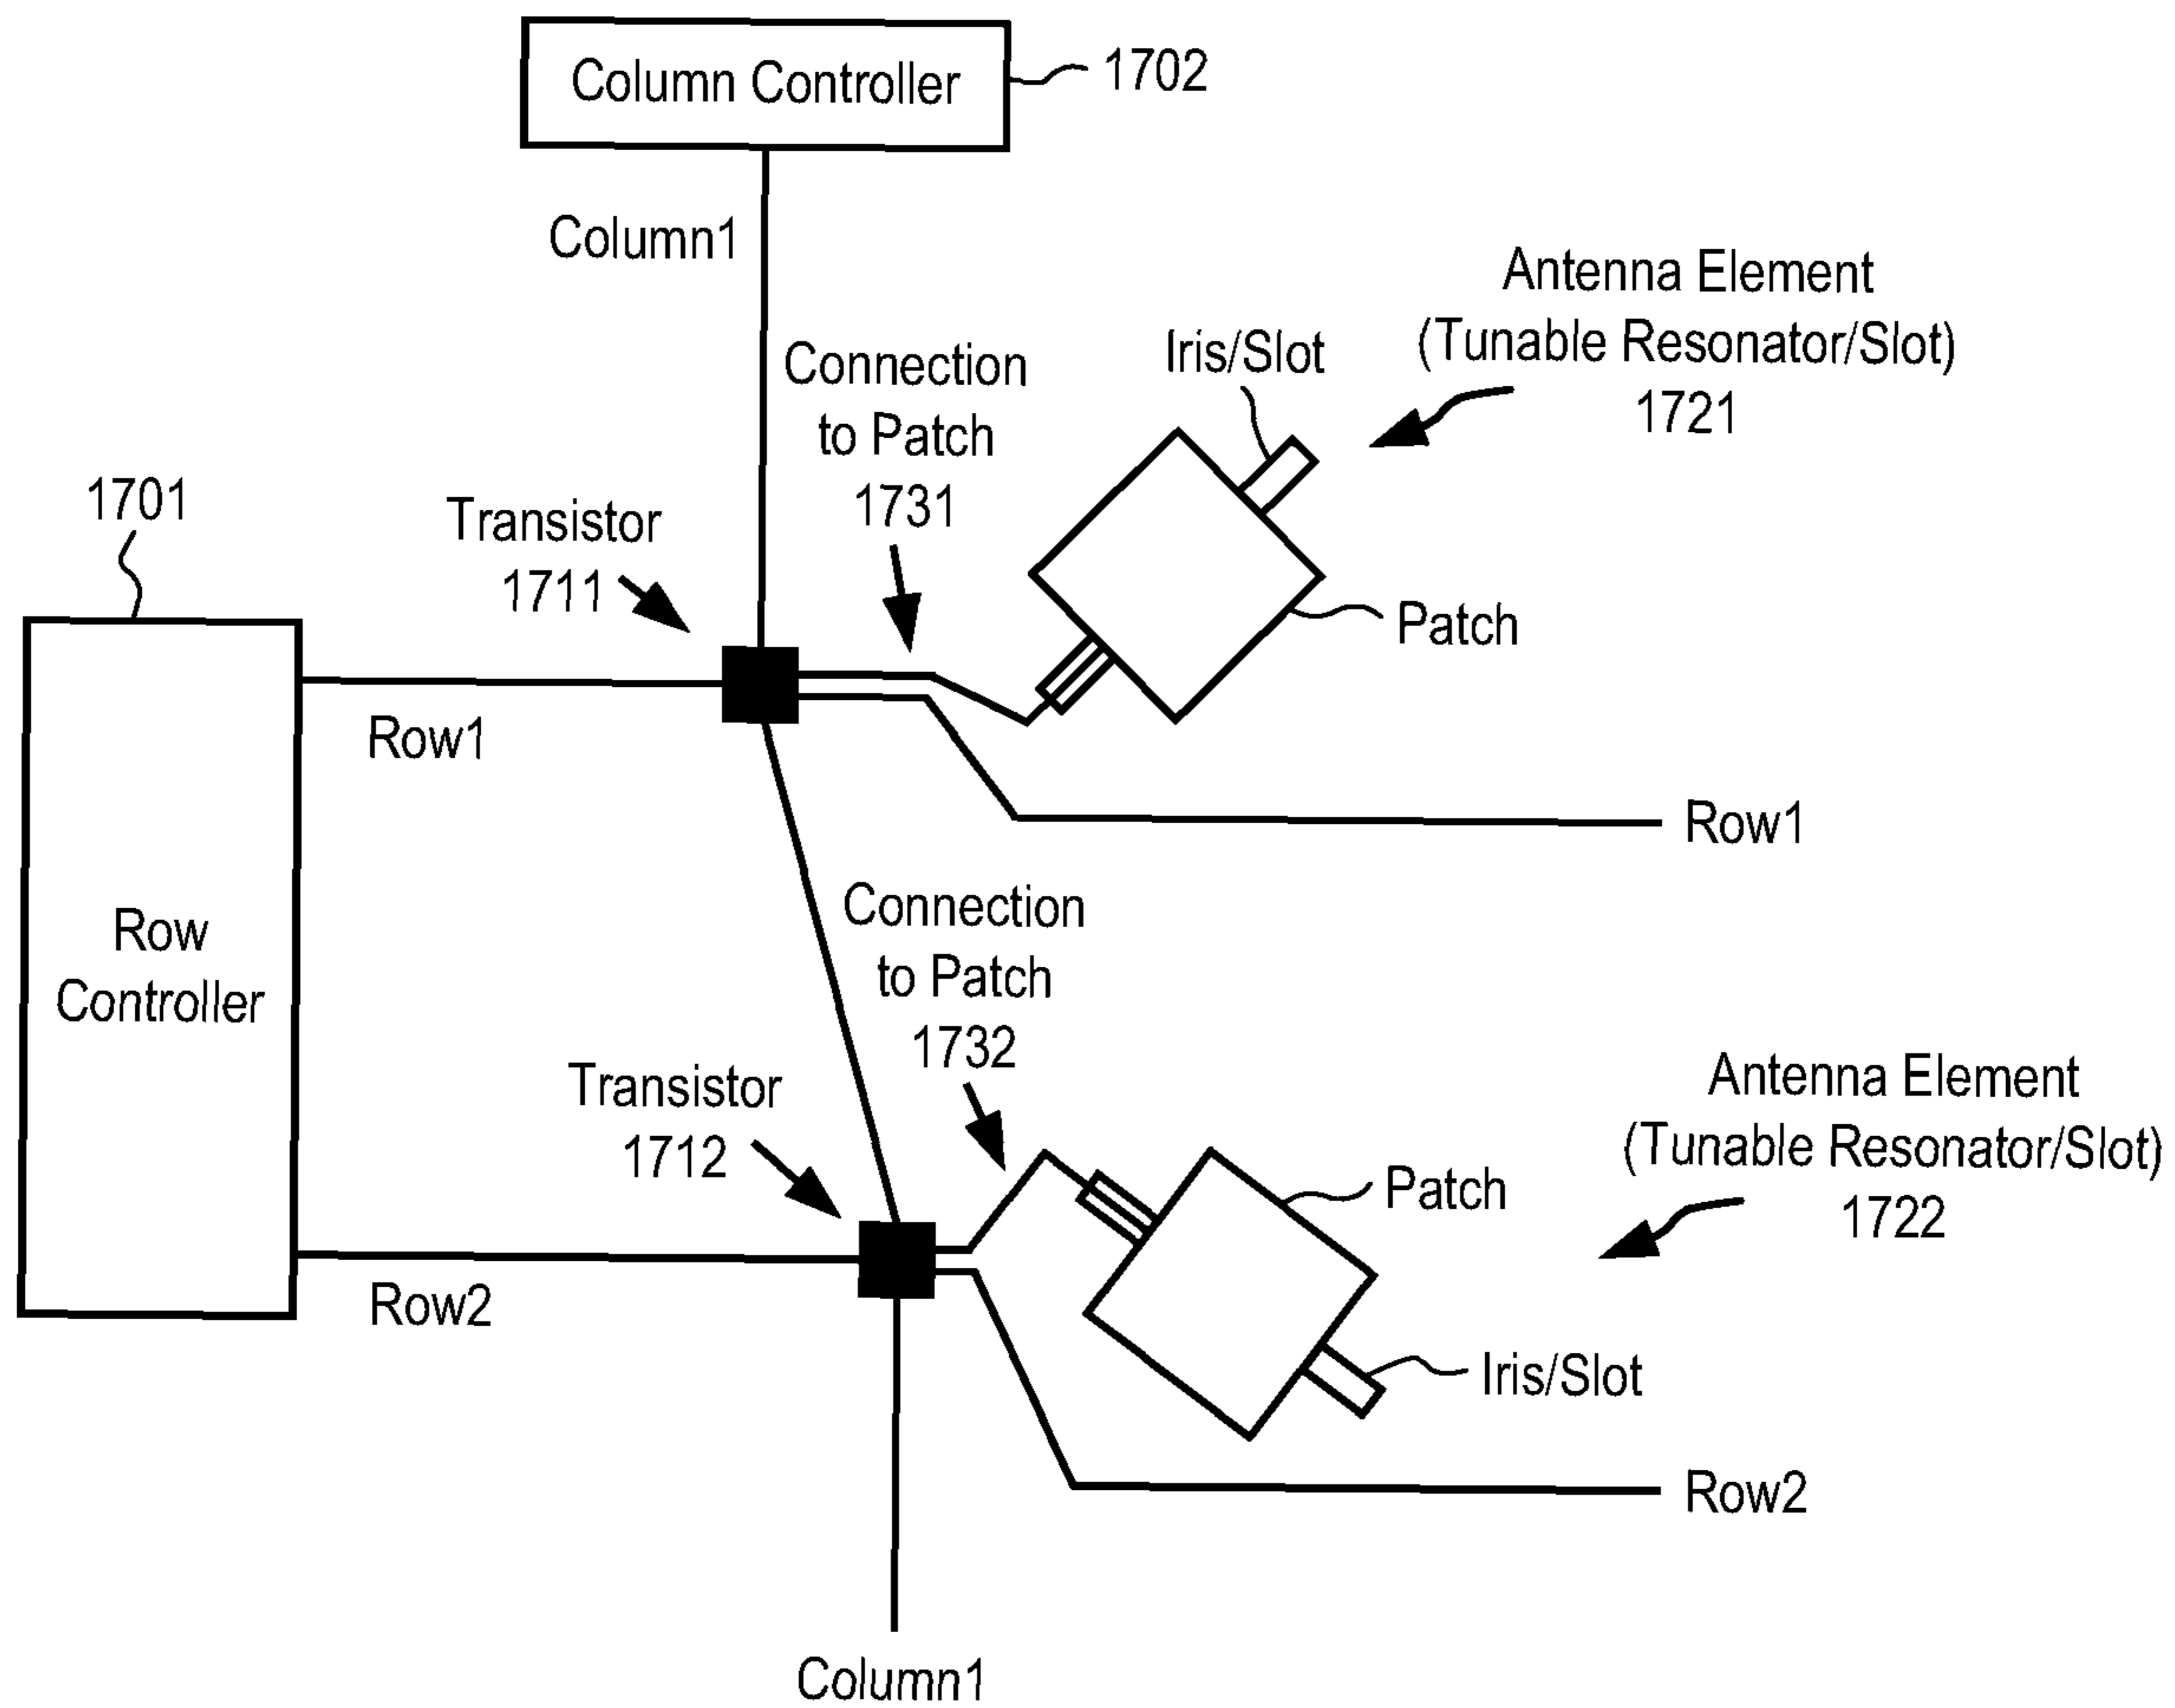 Column Controller
1702
Column1
Antenna Element
(Tunable Resonator/Slot)
1721
Iris/Slot
Connection
to Patch
1731
1701
Transistor
1711
Patch
Row1
Row1
Row
Controller
Connection
to Patch
1732
Transistor
1712
Antenna Element
(Tunable Resonator/Slot)
1722
Patch
Row2
Iris/Slot
Row2
Column1